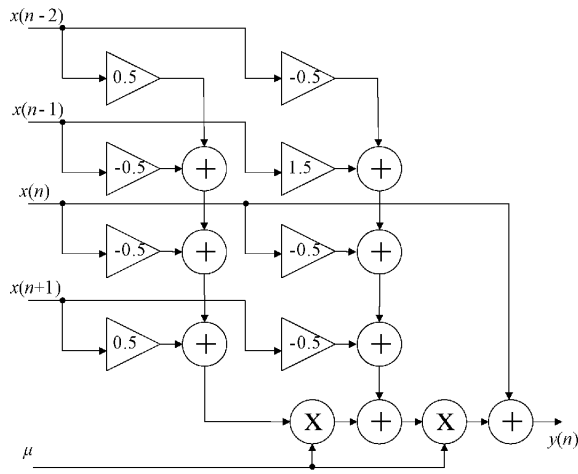 x(n-2)
0.5
-0.5
x(n-1)
-0.5
+
1.5
+
x(n)
-0.5
+
-0.5
+
x(n+1)
0.5
+
-0.5
+
X
+
X
+
y(n)
μ